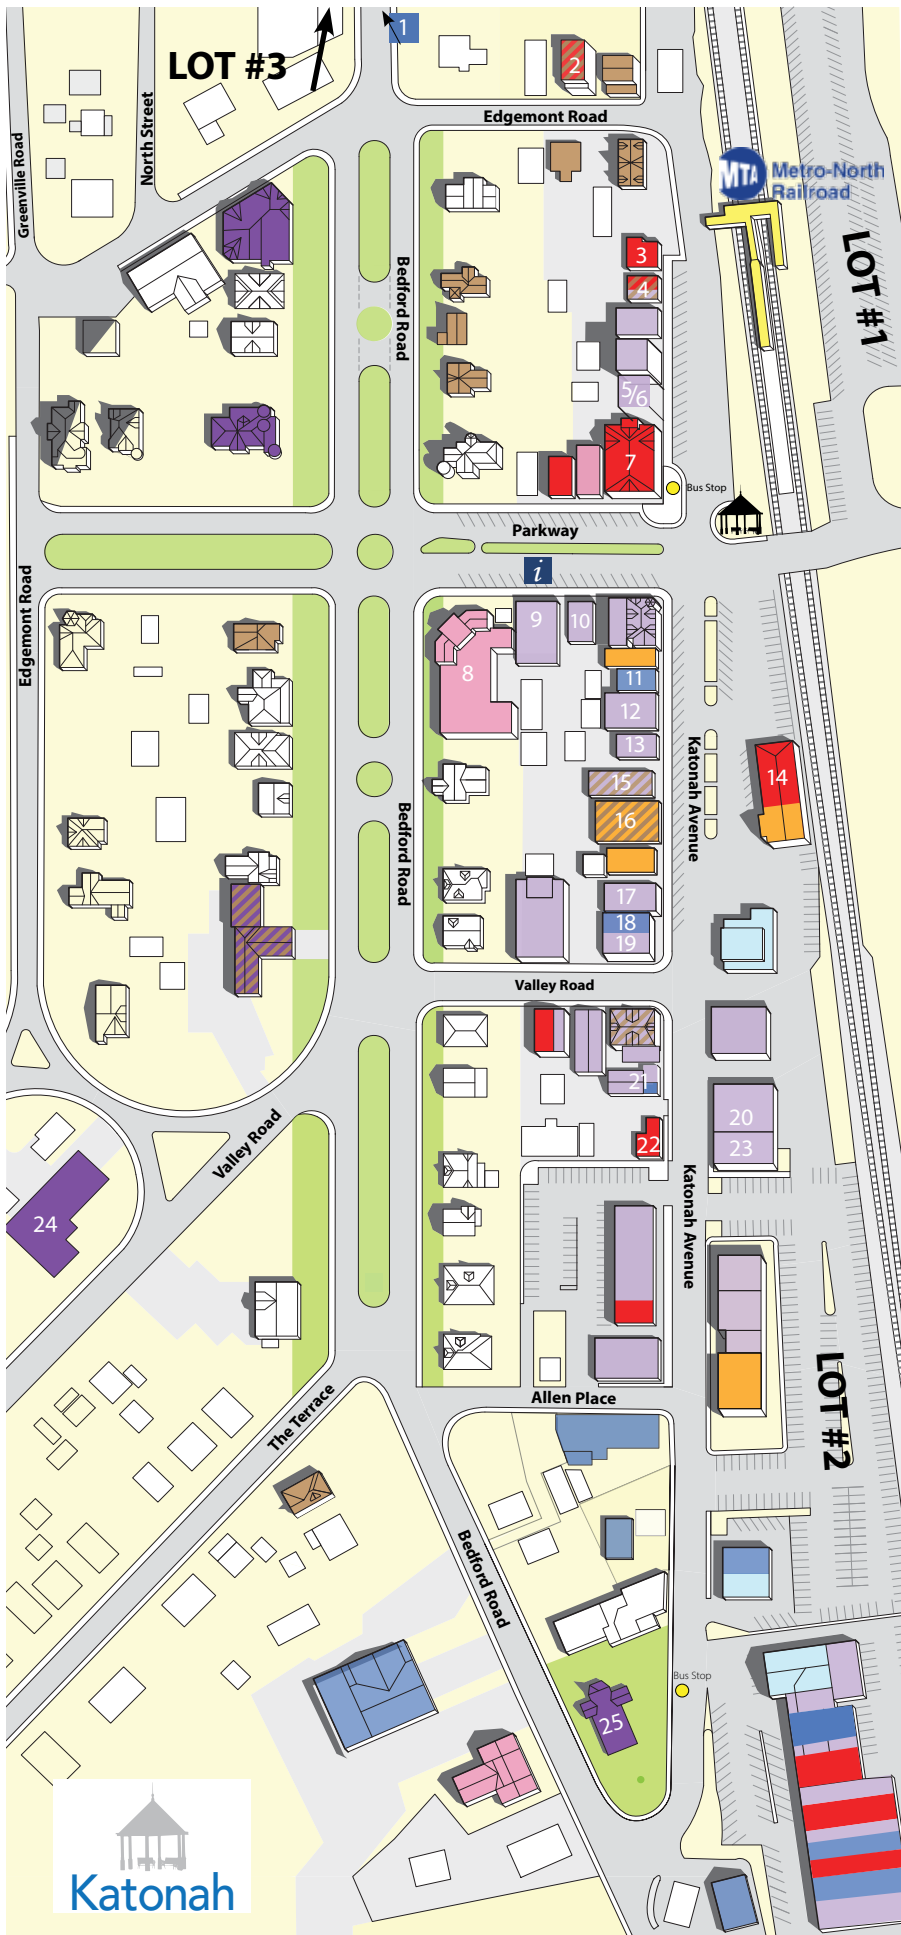 1
LOT #3
2
Edgemont Road
Greenville Road
North Street
MTA Metro-North
Railroad
LOT #1
3
4
Bedford Road
5/6
7
Bus Stop
Parkway
i
Edgemont Road
9
10
8
11
12
13
Katonah Avenue
14
15
16
Bedford Road
17
18
19
Valley Road
21
20
22
23
Valley Road
Katonah Avenue
24
LOT #2
Allen Place
The Terrace
Bedford Road
Bus Stop
25
Katonah